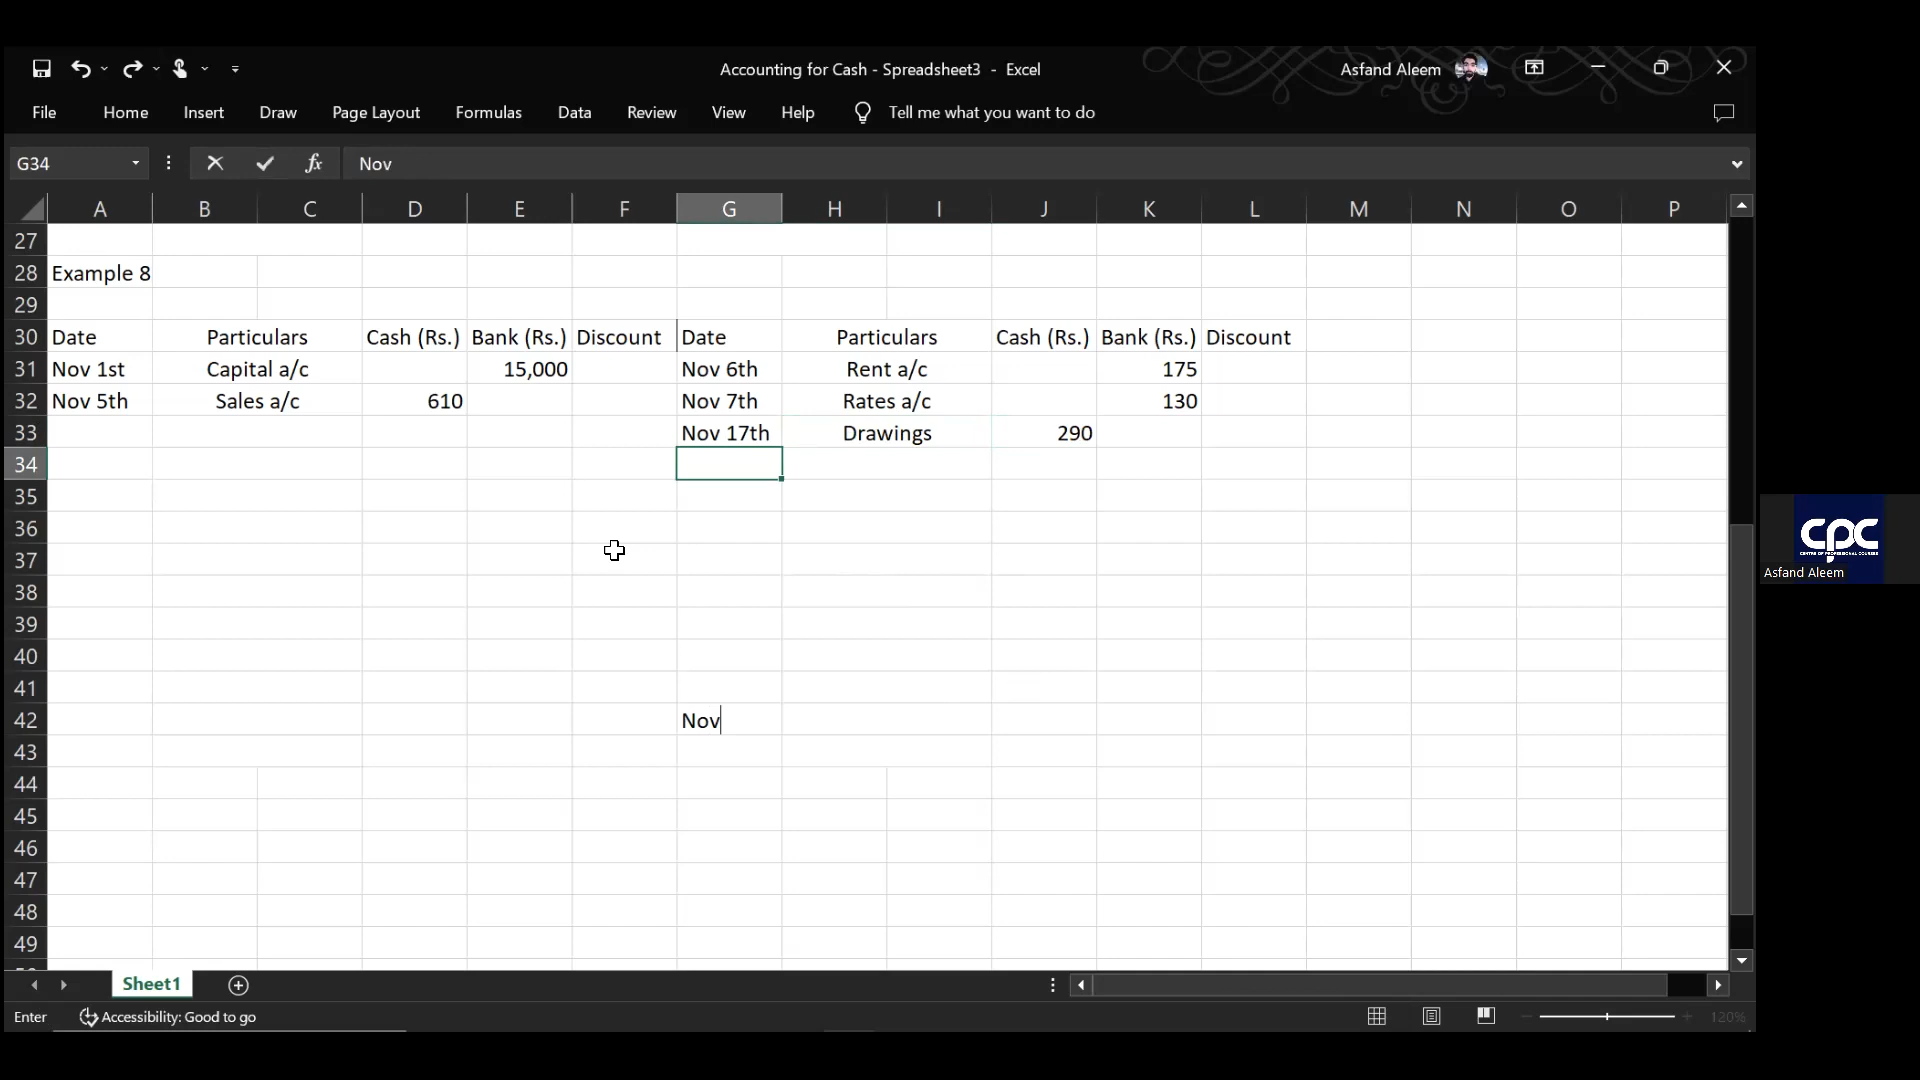 Accounting for Cash - Spreadsheet3 - Excel
Asfand Aleem
File Home Insert Draw Page Layout Formulas Data Review View Help Tell me what you want to do
G34 fx Nov
A B C D E F G H I J K L M N O P
27
28 Example 8
29
30 Date Particulars Cash (Rs.) Bank (Rs.) Discount Date Particulars Cash (Rs.) Bank (Rs.) Discount
31 Nov 1st Capital a/c 15,000 Nov 6th Rent a/c 175
32 Nov 5th Sales a/c 610 Nov 7th Rates a/c 130
33 Nov 17th Drawings 290
34
35
36
37
38
39
40
41
42 Nov
43
44
45
46
47
48
49
cpc
CENTRE OF PROFESSIONAL COURSES
Asfand Aleem
Sheet1
Enter Accessibility: Good to go 120%